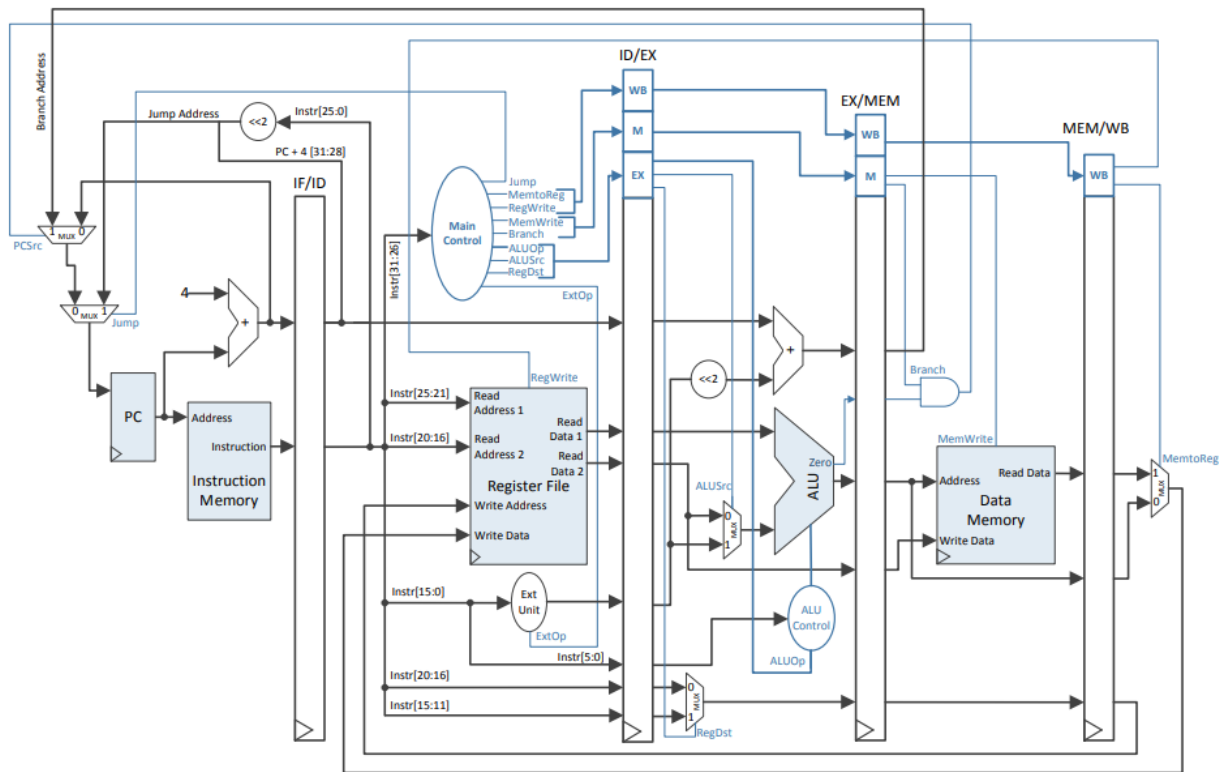 ID/EX
EX/MEM
MEM/WB
IF/ID
WB
M
EX
WB
M
WB
Branch Address
Jump Address
<<2
Instr[25:0]
PC + 4 [31:28]
1 MUX 0
PCSrc
0 MUX 1
Jump
4
+
PC
Address
Instruction
Instruction
Memory
Instr[31:26]
Main
Control
Jump
MemtoReg
RegWrite
MemWrite
Branch
ALUOp
ALUSrc
RegDst
ExtOp
RegWrite
Instr[25:21]
Read
Address 1
Instr[20:16]
Read
Address 2
Read
Data 1
Read
Data 2
Register File
Write Address
Write Data
Instr[15:0]
Ext
Unit
ExtOp
Instr[5:0]
Instr[20:16]
Instr[15:11]
<<2
+
ALUSrc
0
MUX
1
ALU
Zero
ALU
Control
ALUOp
0
MUX
1
RegDst
Branch
MemWrite
Address
Read Data
Data
Memory
Write Data
MemtoReg
1
MUX
0